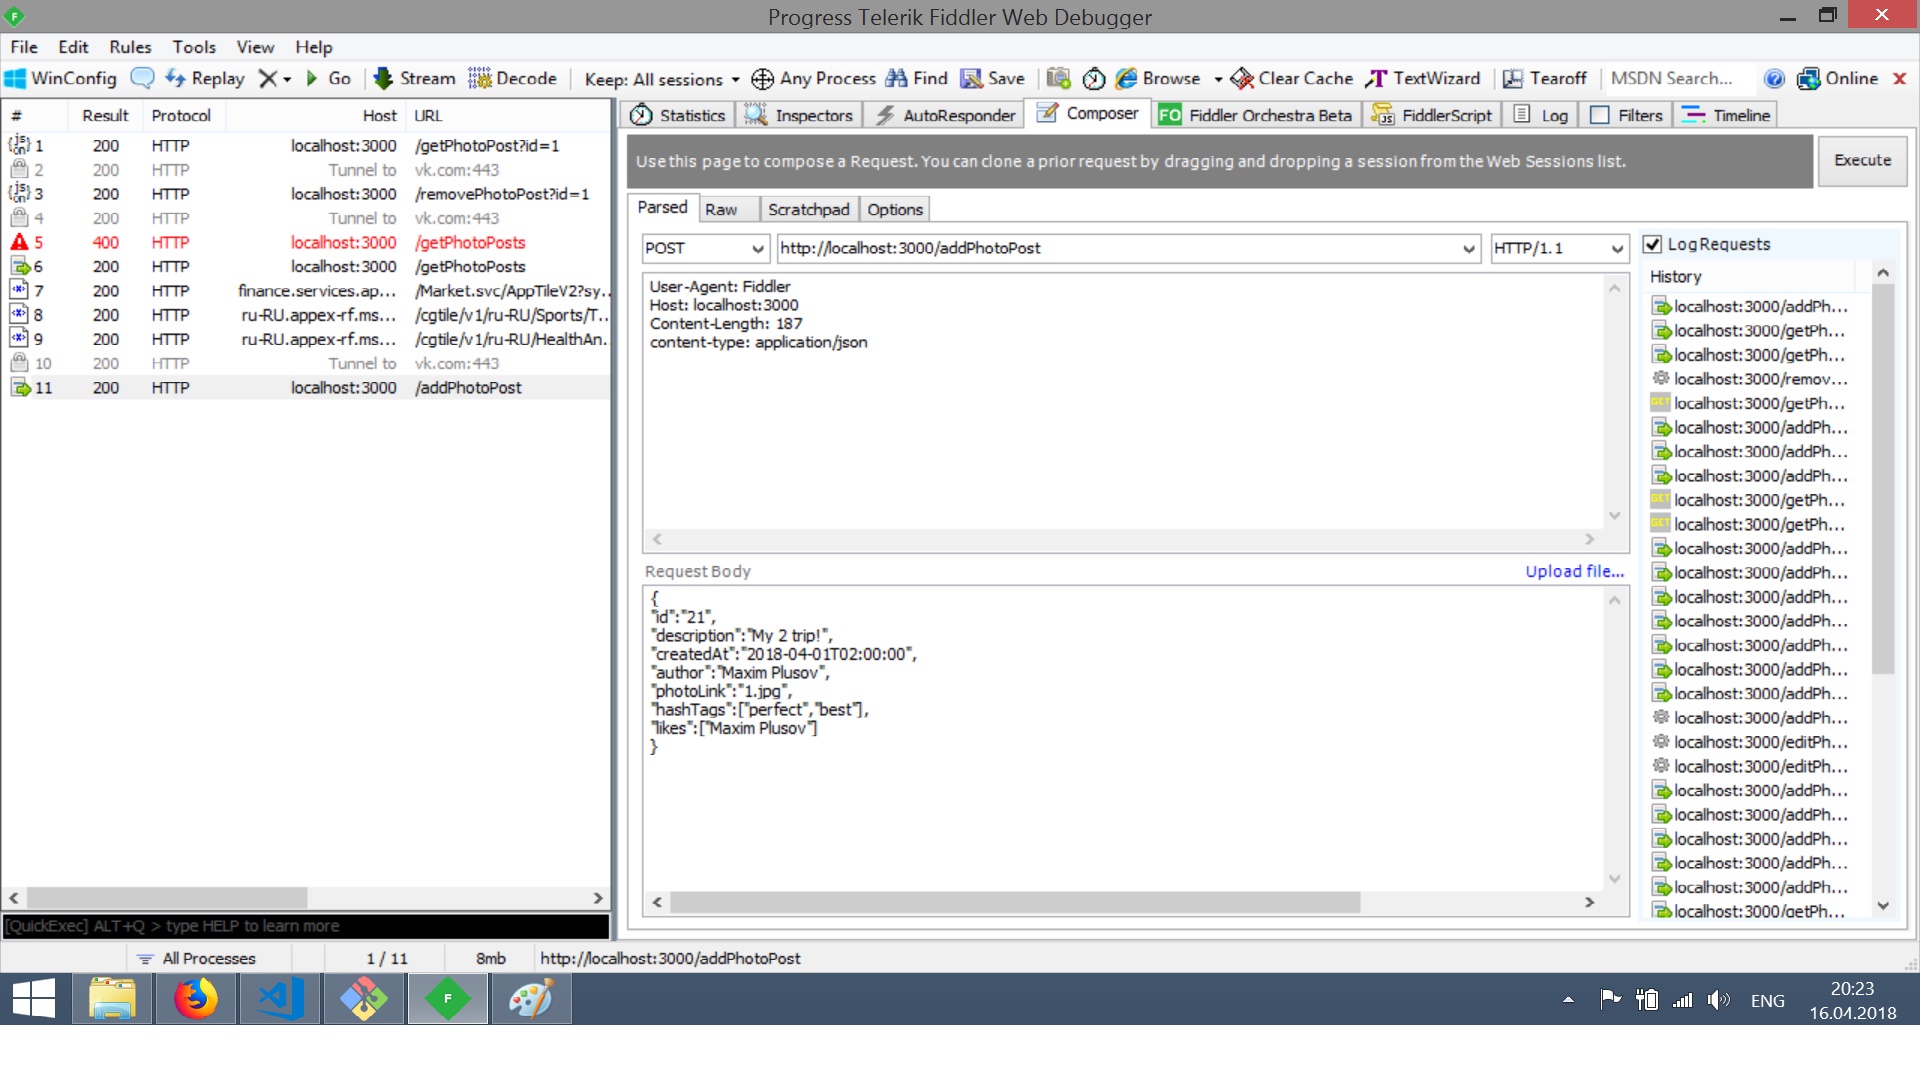 Progress Telerik Fiddler Web Debugger
File Edit Rules Tools View Help
WinConfig Replay Go Stream Decode Keep: All sessions Any Process Find Save Browse Clear Cache TextWizard Tearoff MSDN Search... Online
# Result Protocol Host URL
1 200 HTTP localhost:3000 /getPhotoPost?id=1
2 200 HTTP Tunnel to vk.com:443
3 200 HTTP localhost:3000 /removePhotoPost?id=1
4 200 HTTP Tunnel to vk.com:443
5 400 HTTP localhost:3000 /getPhotoPosts
6 200 HTTP localhost:3000 /getPhotoPosts
7 200 HTTP finance.services.ap... /Market.svc/AppTileV2?sy...
8 200 HTTP ru-RU.appex-rf.ms... /cgtile/v1/ru-RU/Sports/T...
9 200 HTTP ru-RU.appex-rf.ms... /cgtile/v1/ru-RU/HealthAn...
10 200 HTTP Tunnel to vk.com:443
11 200 HTTP localhost:3000 /addPhotoPost
[QuickExec] ALT+Q > type HELP to learn more
Statistics Inspectors AutoResponder Composer FO Fiddler Orchestra Beta FiddlerScript Log Filters Timeline
Use this page to compose a Request. You can clone a prior request by dragging and dropping a session from the Web Sessions list.
Execute
Parsed Raw Scratchpad Options
POST http://localhost:3000/addPhotoPost HTTP/1.1
User-Agent: Fiddler
Host: localhost:3000
Content-Length: 187
content-type: application/json
Request Body Upload file...
{
"id":"21",
"description":"My 2 trip!",
"createdAt":"2018-04-01T02:00:00",
"author":"Maxim Plusov",
"photoLink":"1.jpg",
"hashTags":["perfect","best"],
"likes":["Maxim Plusov"]
}
Log Requests
History
localhost:3000/addPh...
localhost:3000/getPh...
localhost:3000/getPh...
localhost:3000/remov...
GET localhost:3000/getPh...
localhost:3000/addPh...
localhost:3000/addPh...
localhost:3000/addPh...
GET localhost:3000/getPh...
GET localhost:3000/getPh...
localhost:3000/addPh...
localhost:3000/addPh...
localhost:3000/addPh...
localhost:3000/addPh...
localhost:3000/addPh...
localhost:3000/addPh...
localhost:3000/addPh...
localhost:3000/addPh...
localhost:3000/editPh...
localhost:3000/editPh...
localhost:3000/addPh...
localhost:3000/addPh...
localhost:3000/addPh...
localhost:3000/addPh...
localhost:3000/addPh...
localhost:3000/getPh...
All Processes 1 / 11 8mb http://localhost:3000/addPhotoPost
ENG
20:23
16.04.2018